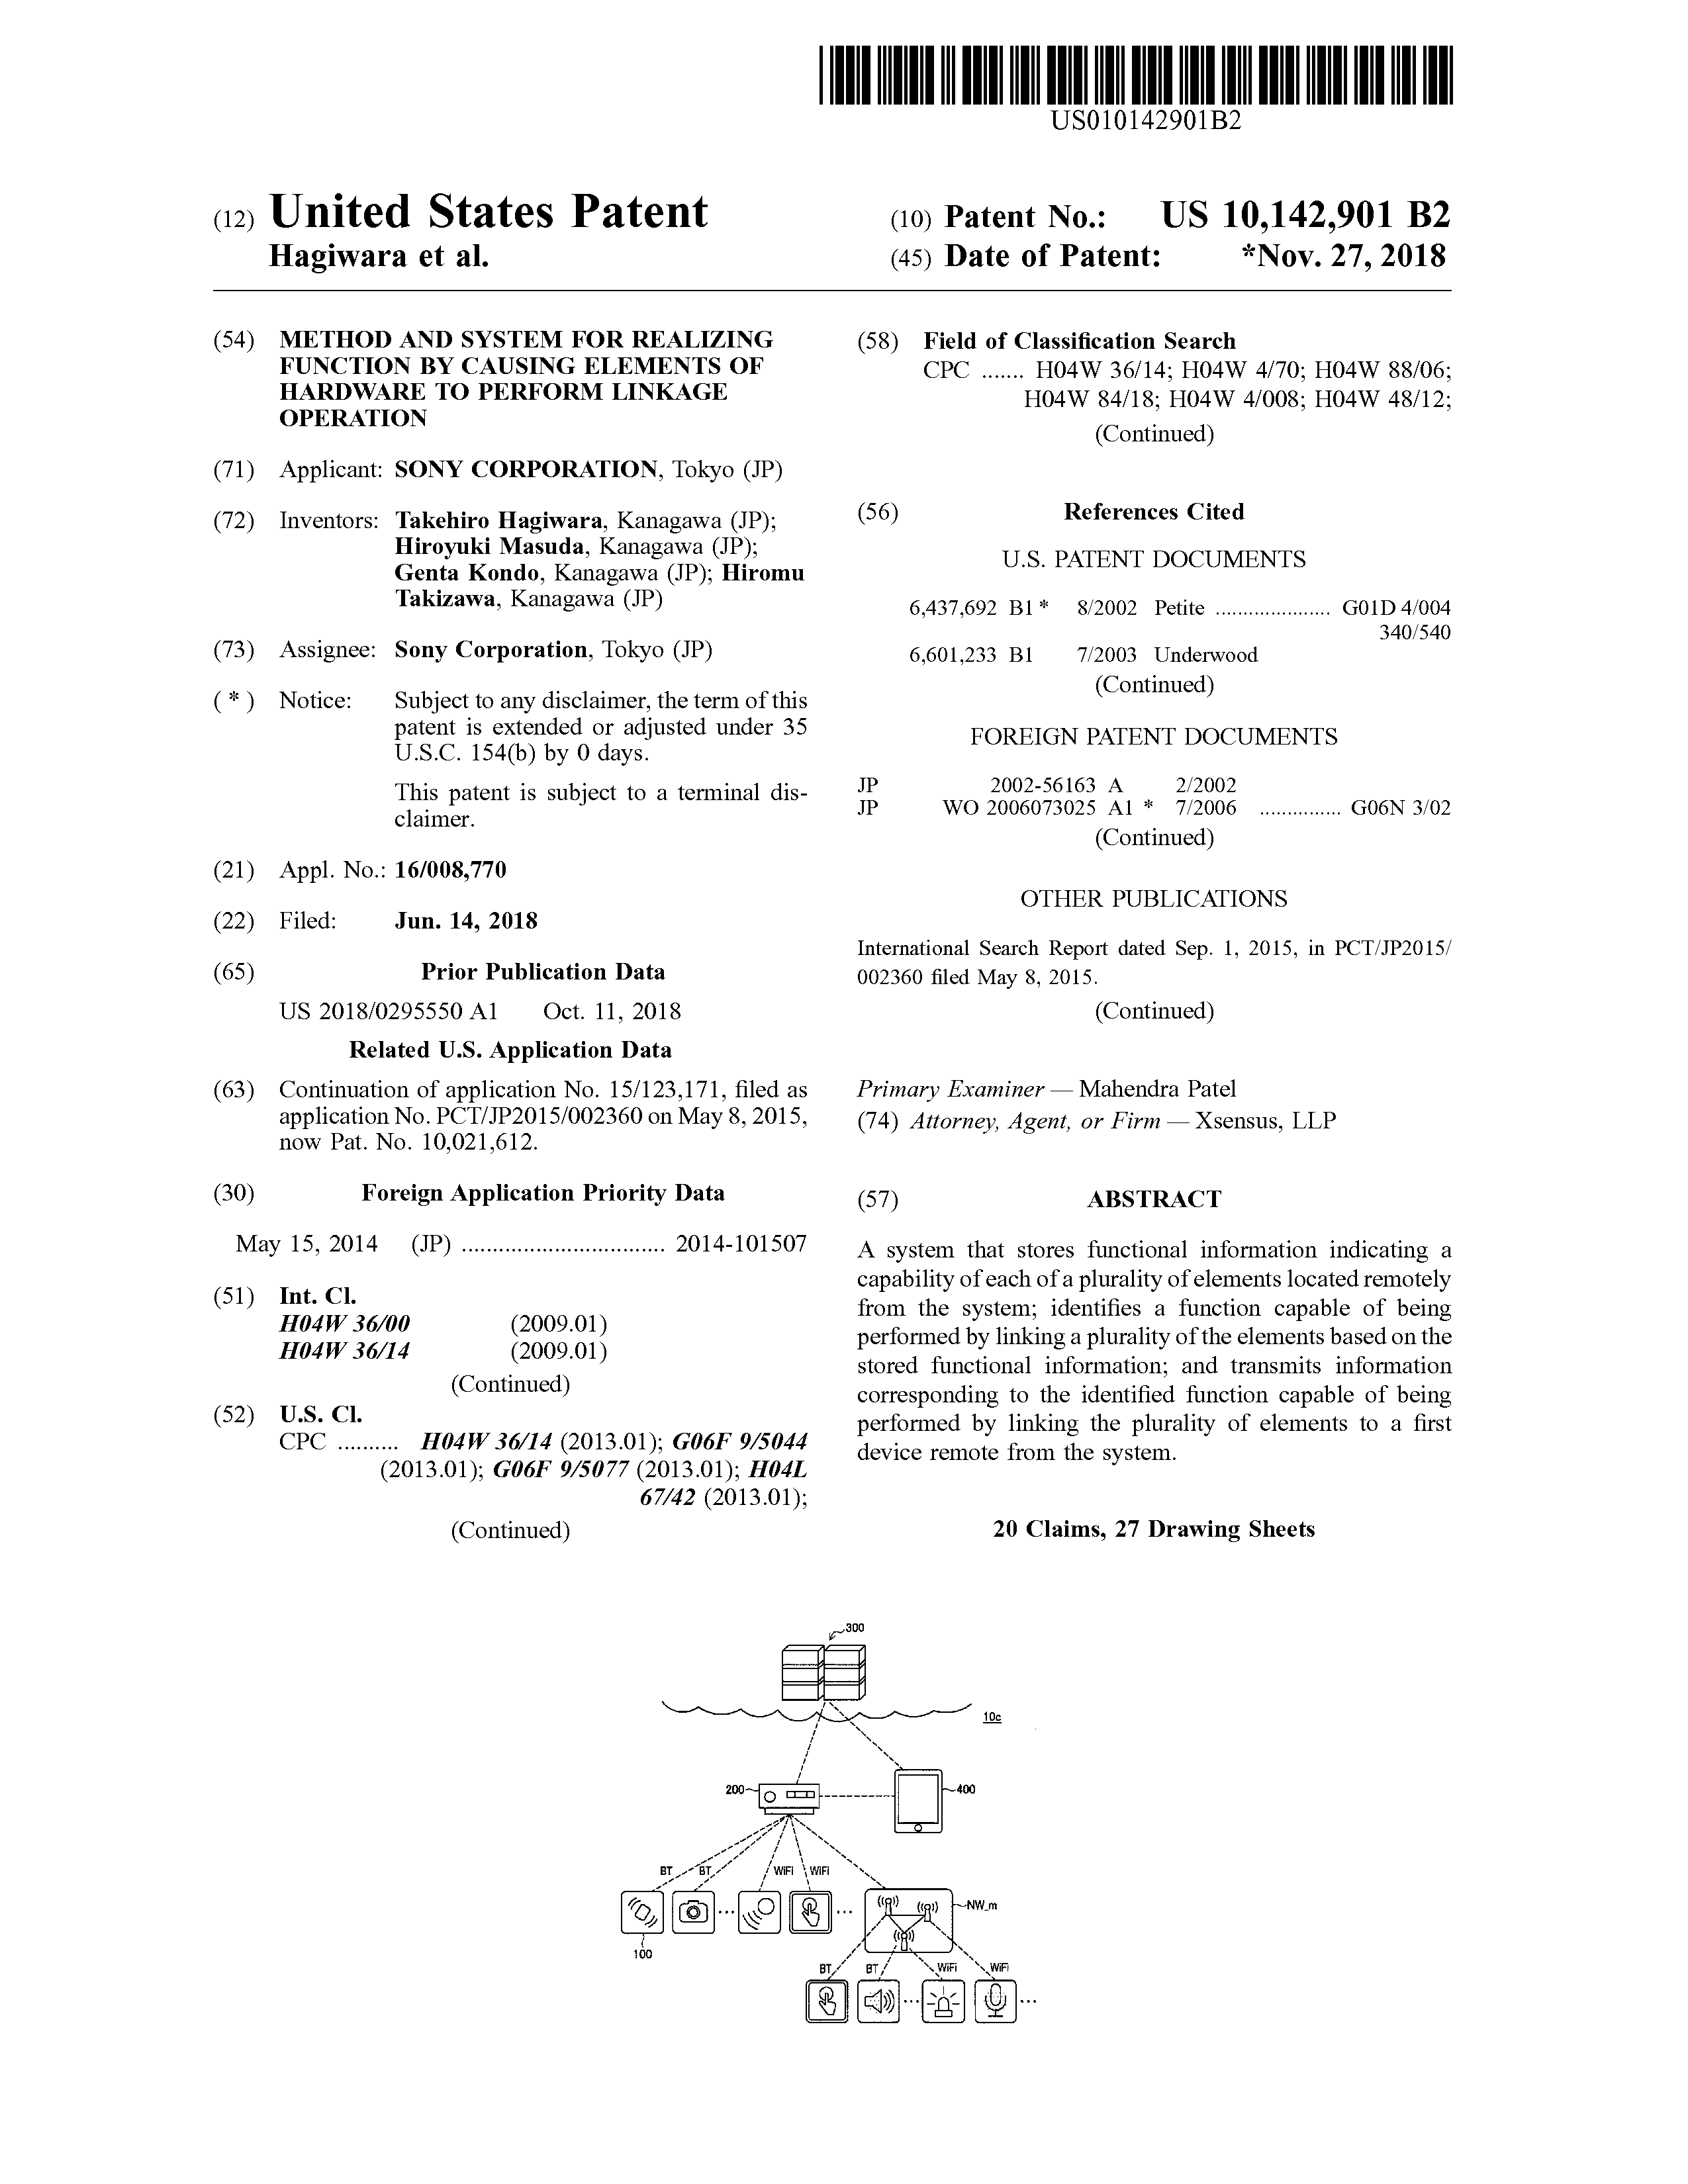 US010142901B2
(12) United States Patent
Hagiwara et al.
(10) Patent No.: US 10,142,901 B2
(45) Date of Patent: *Nov. 27, 2018
(54) METHOD AND SYSTEM FOR REALIZING
FUNCTION BY CAUSING ELEMENTS OF
HARDWARE TO PERFORM LINKAGE
OPERATION
(71) Applicant: SONY CORPORATION, Tokyo (JP)
(72) Inventors: Takehiro Hagiwara, Kanagawa (JP);
Hiroyuki Masuda, Kanagawa (JP);
Genta Kondo, Kanagawa (JP); Hiromu
Takizawa, Kanagawa (JP)
(73) Assignee: Sony Corporation, Tokyo (JP)
( * ) Notice: Subject to any disclaimer, the term of this
patent is extended or adjusted under 35
U.S.C. 154(b) by 0 days.
This patent is subject to a terminal dis-
claimer.
(21) Appl. No.: 16/008,770
(22) Filed: Jun. 14, 2018
(65) Prior Publication Data
US 2018/0295550 A1 Oct. 11, 2018
Related U.S. Application Data
(63) Continuation of application No. 15/123,171, filed as
application No. PCT/JP2015/002360 on May 8, 2015,
now Pat. No. 10,021,612.
(30) Foreign Application Priority Data
May 15, 2014 (JP) ................................. 2014-101507
(51) Int. Cl.
H04W 36/00 (2009.01)
H04W 36/14 (2009.01)
(Continued)
(52) U.S. Cl.
CPC .......... H04W 36/14 (2013.01); G06F 9/5044
(2013.01); G06F 9/5077 (2013.01); H04L
67/42 (2013.01);
(Continued)
(58) Field of Classification Search
CPC ....... H04W 36/14; H04W 4/70; H04W 88/06;
H04W 84/18; H04W 4/008; H04W 48/12;
(Continued)
(56) References Cited
U.S. PATENT DOCUMENTS
6,437,692 B1 * 8/2002 Petite ..................... G01D 4/004
340/540
6,601,233 B1 7/2003 Underwood
(Continued)
FOREIGN PATENT DOCUMENTS
JP 2002-56163 A 2/2002
JP WO 2006073025 A1 * 7/2006 ............... G06N 3/02
(Continued)
OTHER PUBLICATIONS
International Search Report dated Sep. 1, 2015, in PCT/JP2015/
002360 filed May 8, 2015.
(Continued)
Primary Examiner — Mahendra Patel
(74) Attorney, Agent, or Firm — Xsensus, LLP
(57) ABSTRACT
A system that stores functional information indicating a
capability of each of a plurality of elements located remotely
from the system; identifies a function capable of being
performed by linking a plurality of the elements based on the
stored functional information; and transmits information
corresponding to the identified function capable of being
performed by linking the plurality of elements to a first
device remote from the system.
20 Claims, 27 Drawing Sheets
300
10c
200
400
BT BT WiFi WiFi
NW_m
100
BT BT WiFi WiFi